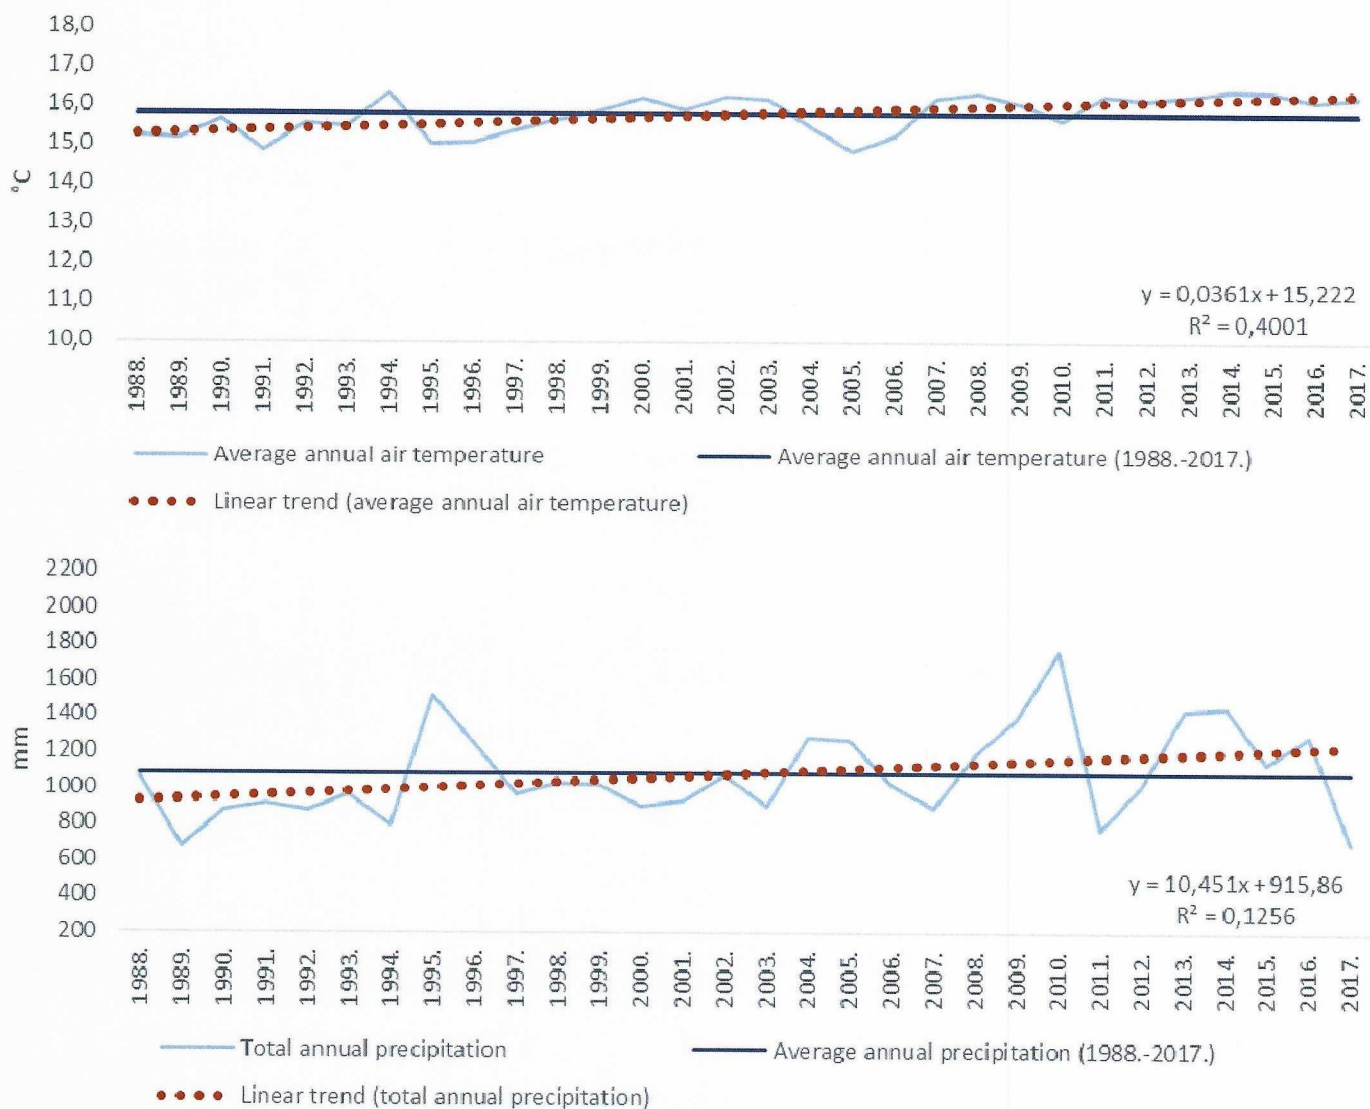 18,0
17,0
16,0
15,0
14,0
13,0
12,0
11,0
10,0
°C
y = 0,0361x + 15,222
R² = 0,4001
1988. 1989. 1990. 1991. 1992. 1993. 1994. 1995. 1996. 1997. 1998. 1999. 2000. 2001. 2002. 2003. 2004. 2005. 2006. 2007. 2008. 2009. 2010. 2011. 2012. 2013. 2014. 2015. 2016. 2017.
Average annual air temperature Average annual air temperature (1988.-2017.)
Linear trend (average annual air temperature)
2200
2000
1800
1600
1400
1200
1000
800
600
400
200
mm
y = 10,451x + 915,86
R² = 0,1256
1988. 1989. 1990. 1991. 1992. 1993. 1994. 1995. 1996. 1997. 1998. 1999. 2000. 2001. 2002. 2003. 2004. 2005. 2006. 2007. 2008. 2009. 2010. 2011. 2012. 2013. 2014. 2015. 2016. 2017.
Total annual precipitation Average annual precipitation (1988.-2017.)
Linear trend (total annual precipitation)